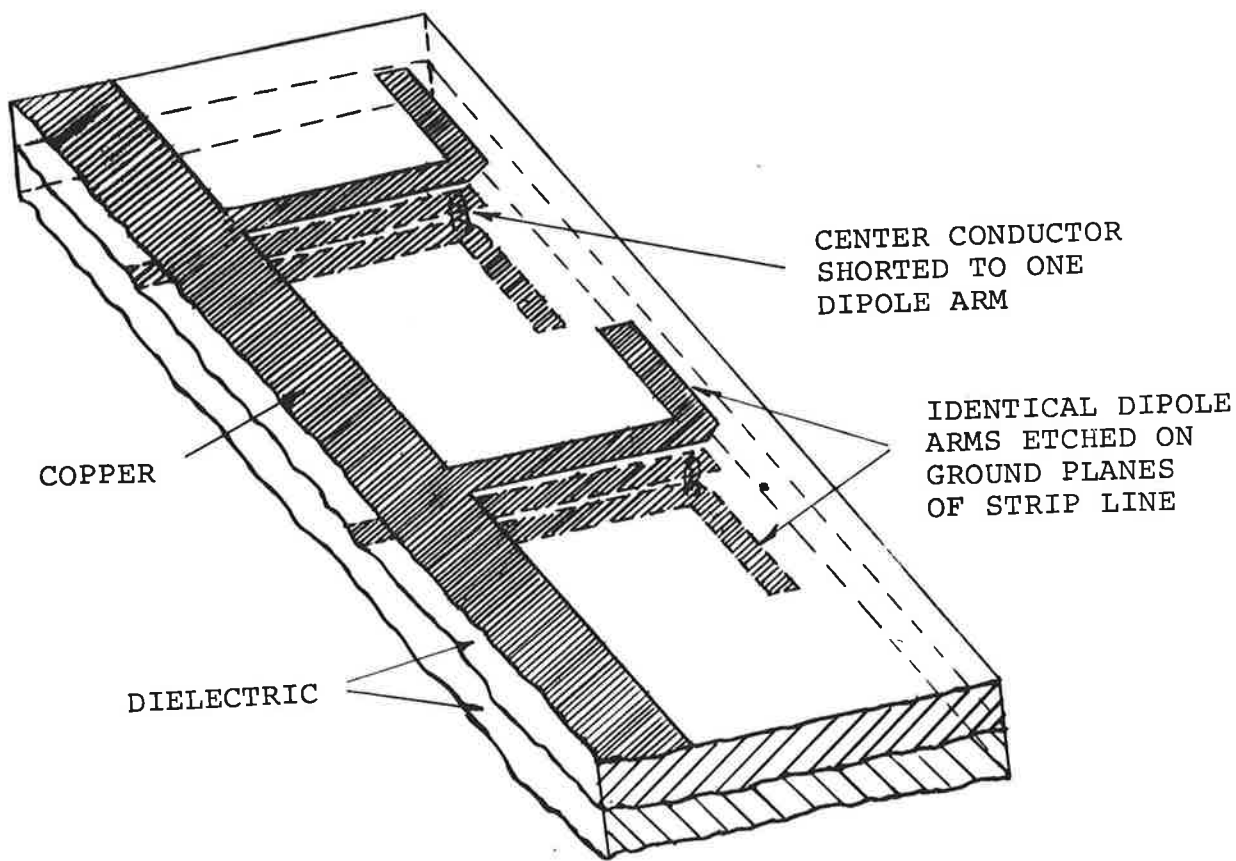 CENTER CONDUCTOR
SHORTED TO ONE
DIPOLE ARM
IDENTICAL DIPOLE
ARMS ETCHED ON
GROUND PLANES
OF STRIP LINE
COPPER
DIELECTRIC